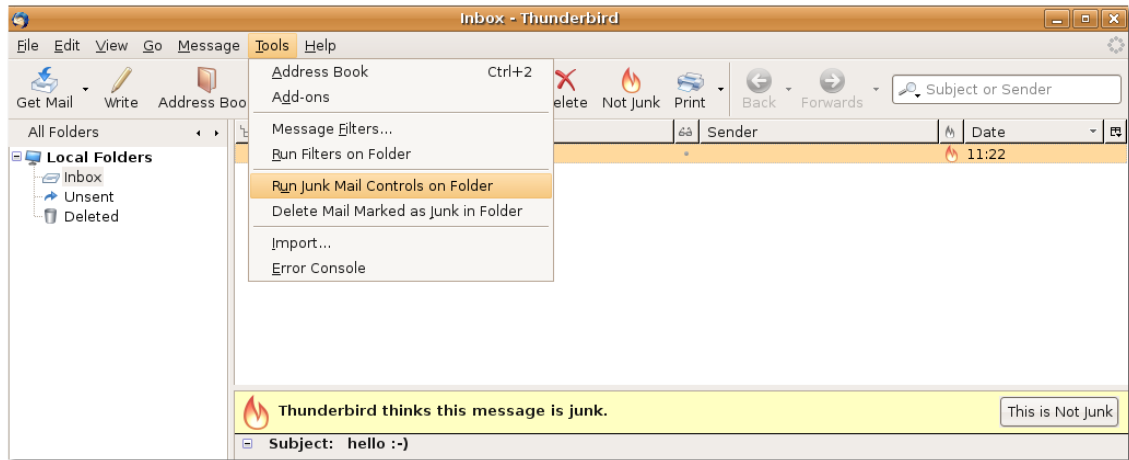 Inbox - Thunderbird
File Edit View Go Message Tools Help
Get Mail Write Address Boo elete Not Junk Print Back Forwards Subject or Sender
Address Book Ctrl+2
Add-ons
Message Filters...
Run Filters on Folder
Run Junk Mail Controls on Folder
Delete Mail Marked as Junk in Folder
Import...
Error Console
All Folders Sender Date
Local Folders 11:22
Inbox
Unsent
Deleted
Thunderbird thinks this message is junk. This is Not Junk
Subject: hello :-)